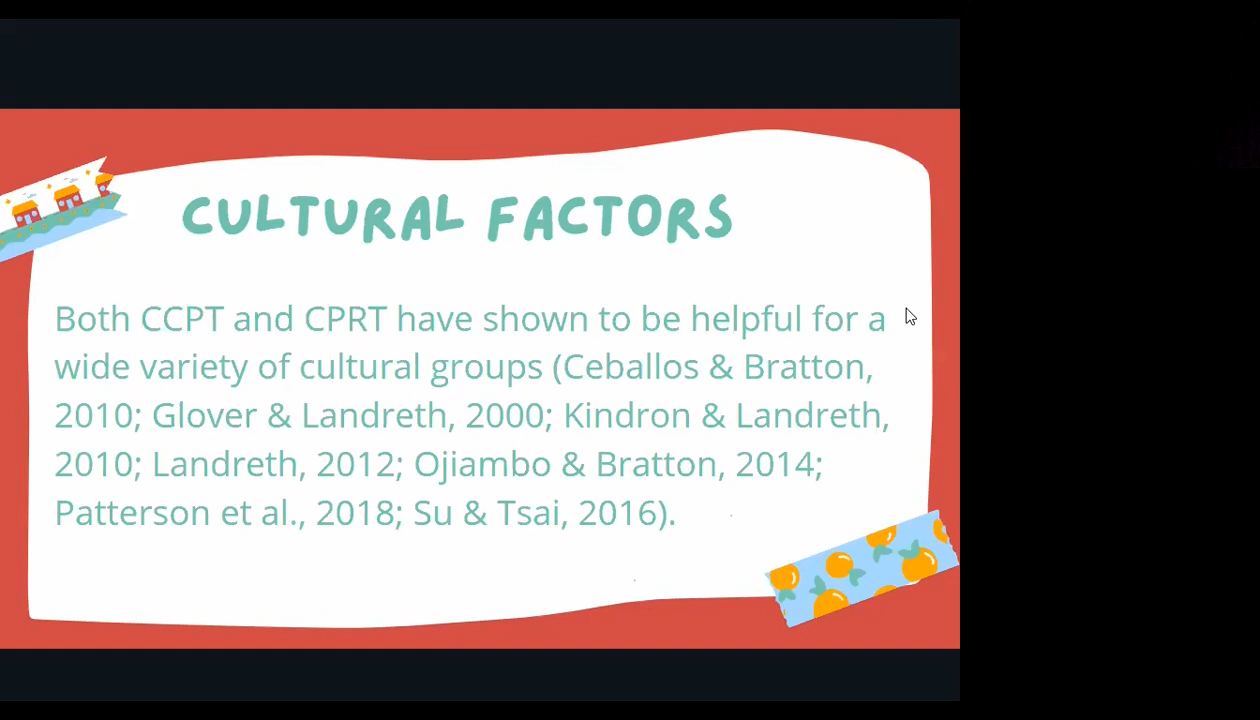 CULTURAL FACTORS
Both CCPT and CPRT have shown to be helpful for a
wide variety of cultural groups (Ceballos & Bratton,
2010; Glover & Landreth, 2000; Kindron & Landreth,
2010; Landreth, 2012; Ojiambo & Bratton, 2014;
Patterson et al., 2018; Su & Tsai, 2016).